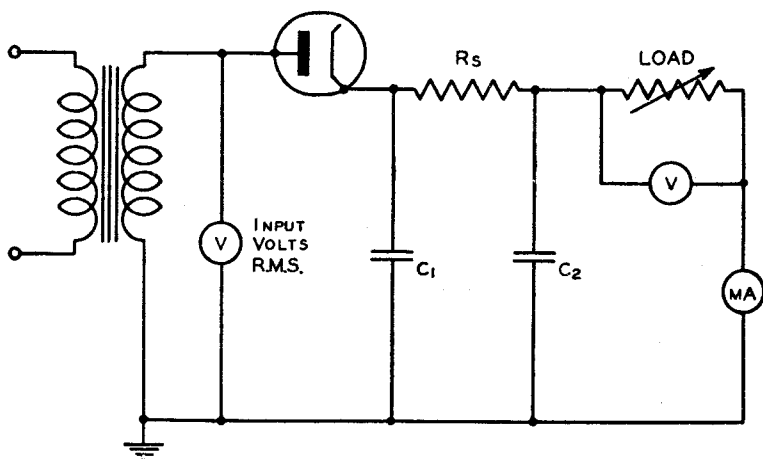 Rs
LOAD
V
V
INPUT
VOLTS
R.M.S.
C1
C2
MA